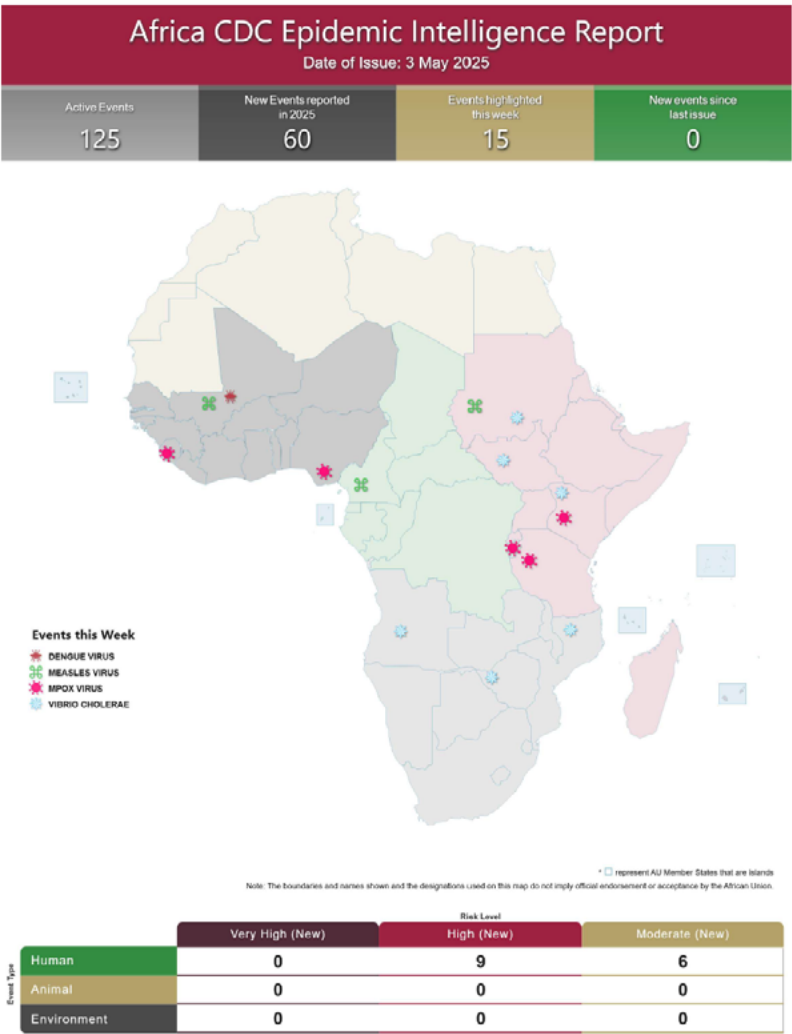 Africa CDC Epidemic Intelligence Report
Date of Issue: 3 May 2025
Active Events
125
New Events reported
in 2025
60
Events highlighted
this week
15
New events since
last issue
0
Events this Week
DENGUE VIRUS
MEASLES VIRUS
MPOX VIRUS
VIBRIO CHOLERAE
* represent AU Member States that are Islands
Note: The boundaries and names shown and the designations used on this map do not imply official endorsement or acceptance by the African Union.
Risk Level
Very High (New) High (New) Moderate (New)
Event Type
Human 0 9 6
Animal 0 0 0
Environment 0 0 0